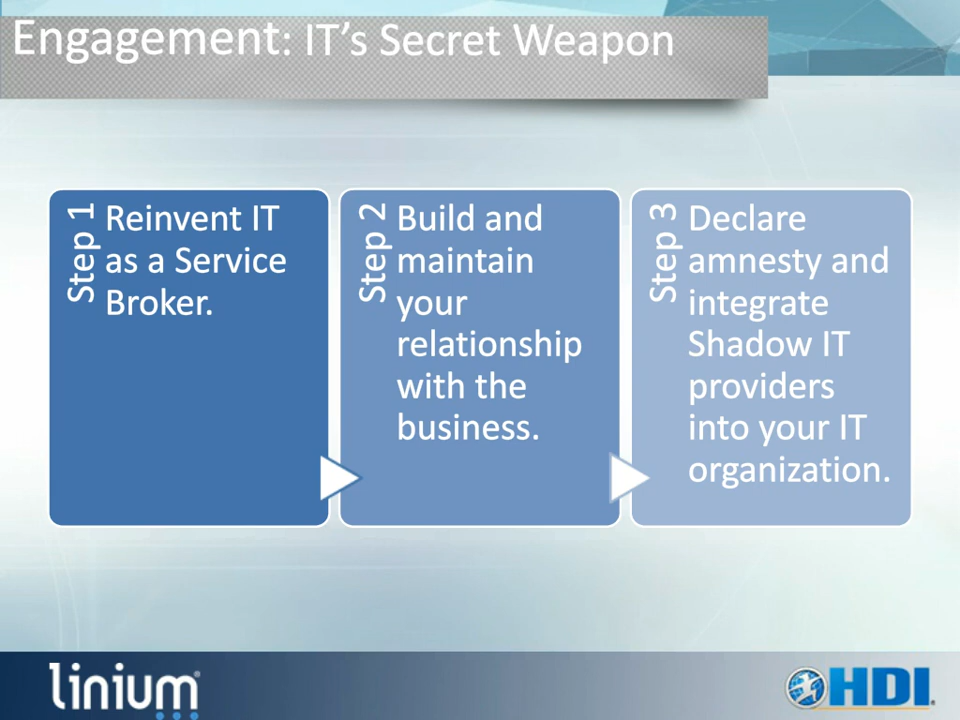 Engagement: IT’s Secret Weapon
Step 1
Reinvent IT
as a Service
Broker.
Step 2
Build and
maintain
your
relationship
with the
business.
Step 3
Declare
amnesty and
integrate
Shadow IT
providers
into your IT
organization.
linium®
HDI®